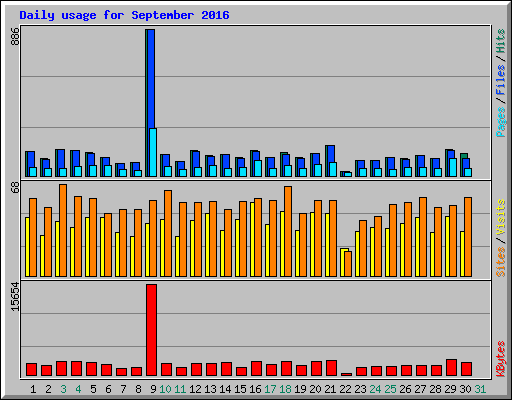 Daily usage for September 2016
886
Pages / Files / Hits
68
Sites / Visits
15654
KBytes
1 2 3 4 5 6 7 8 9 10 11 12 13 14 15 16 17 18 19 20 21 22 23 24 25 26 27 28 29 30 31